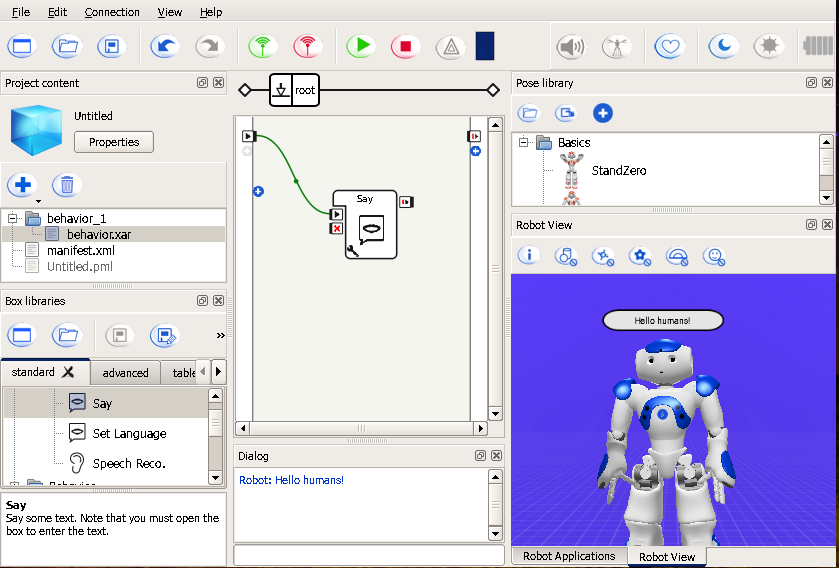 File Edit Connection View Help
Project content
Untitled
Properties
behavior_1
behavior.xar
manifest.xml
Untitled.pml
Box libraries
»
standard advanced table
Say
Set Language
Speech Reco.
Say
Say some text. Note that you must open the
box to enter the text.
root
Say
Dialog
Robot: Hello humans!
Pose library
Basics
StandZero
Robot View
Hello humans!
Robot Applications Robot View